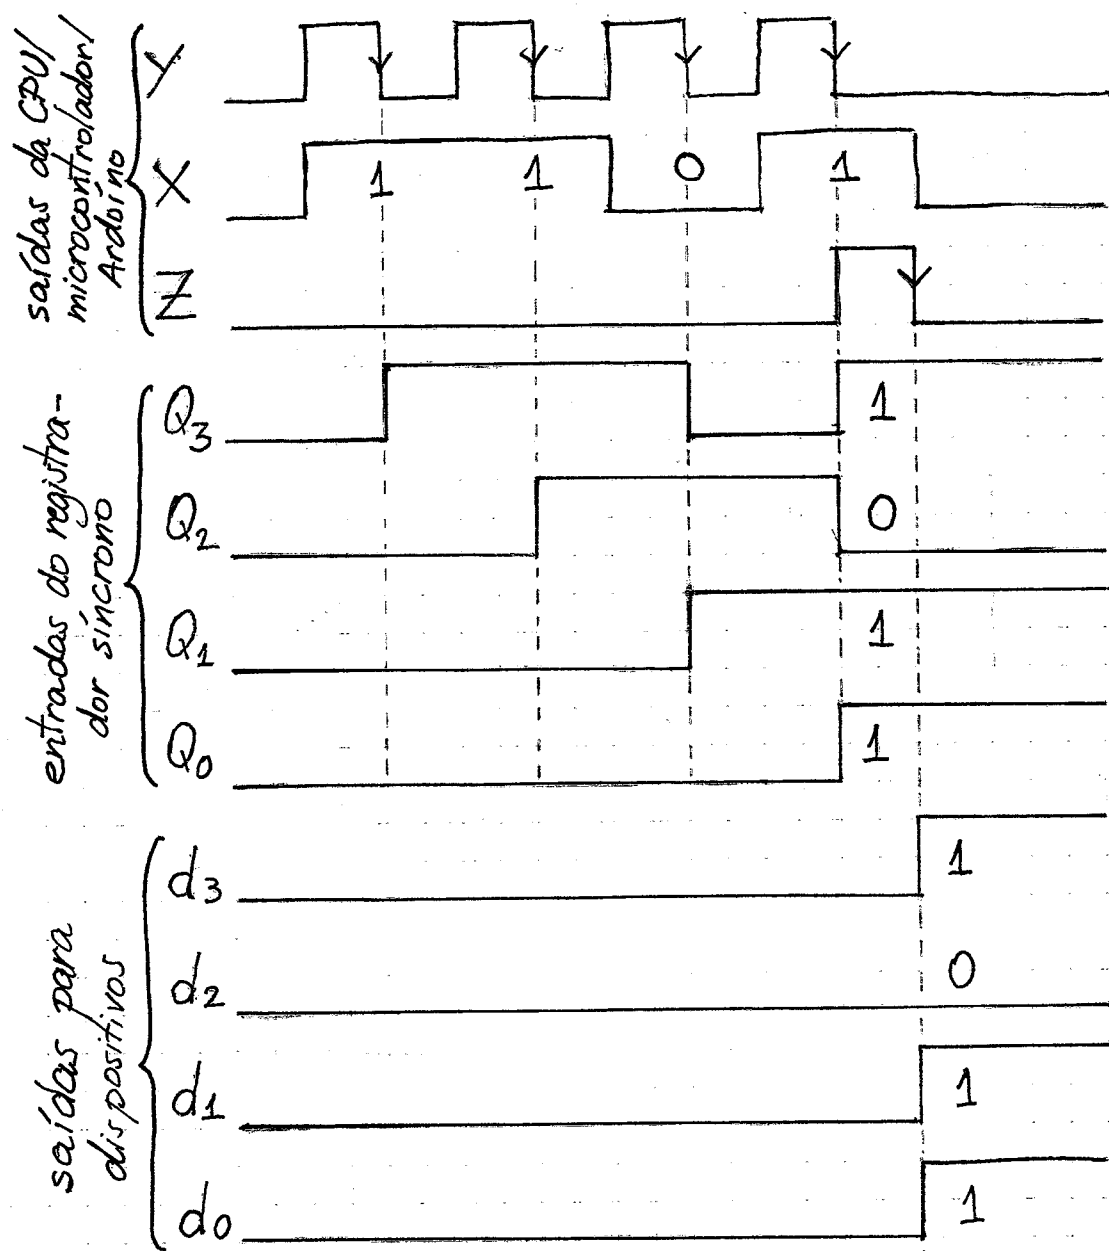 saídas da CPU/
microcontrolador/
Arduíno
Y
X
1 1 0 1
Z
entradas do registra-
dor síncrono
Q3
1
Q2
0
Q1
1
Q0
1
saídas para
dispositivos
d3
1
d2
0
d1
1
d0
1